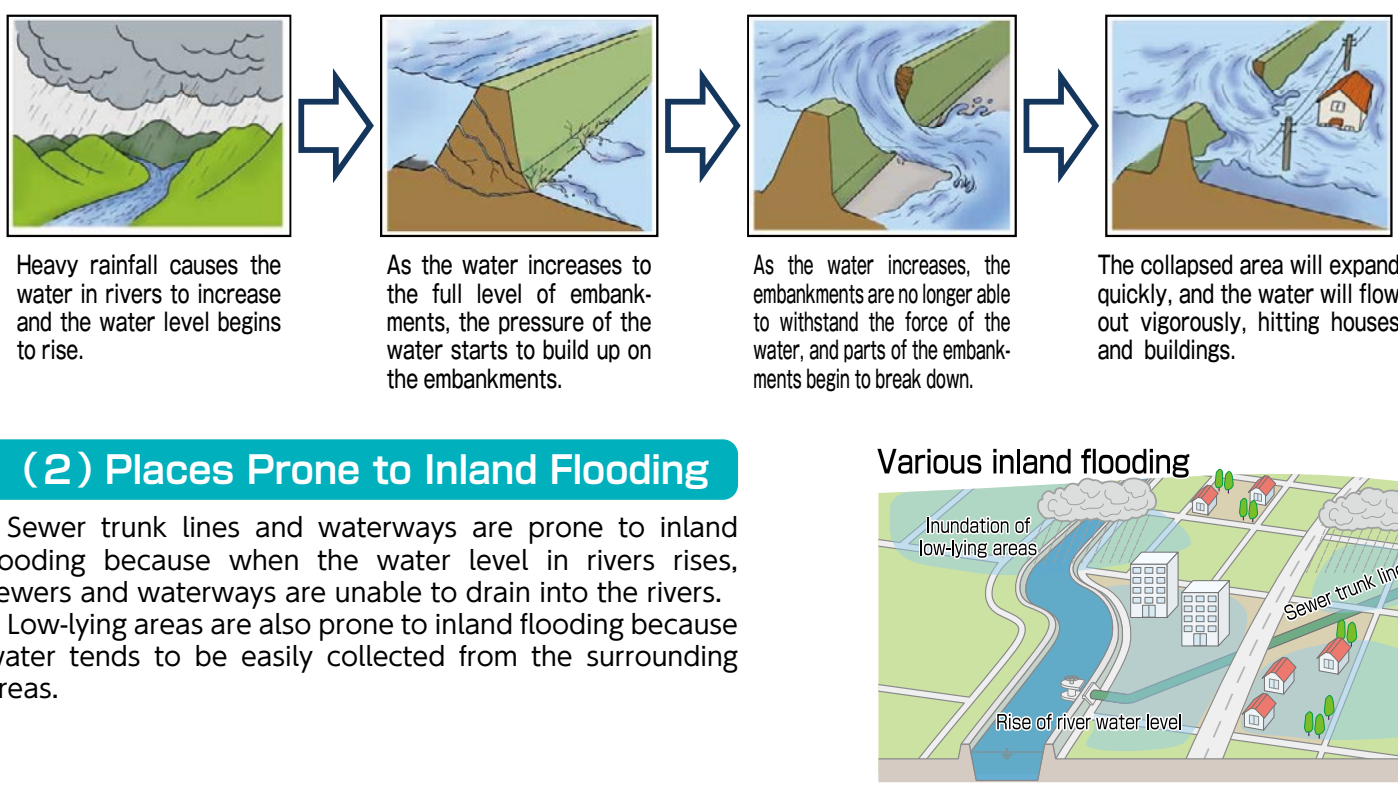 Heavy rainfall causes the
water in rivers to increase
and the water level begins
to rise.
As the water increases to
the full level of embank-
ments, the pressure of the
water starts to build up on
the embankments.
As the water increases, the
embankments are no longer able
to withstand the force of the
water, and parts of the embank-
ments begin to break down.
The collapsed area will expand
quickly, and the water will flow
out vigorously, hitting houses
and buildings.
(2) Places Prone to Inland Flooding
Sewer trunk lines and waterways are prone to inland
ooding because when the water level in rivers rises,
ewers and waterways are unable to drain into the rivers.
Low-lying areas are also prone to inland flooding because
water tends to be easily collected from the surrounding
reas.
Various inland flooding
Inundation of
low-lying areas
Sewer trunk line
Rise of river water level